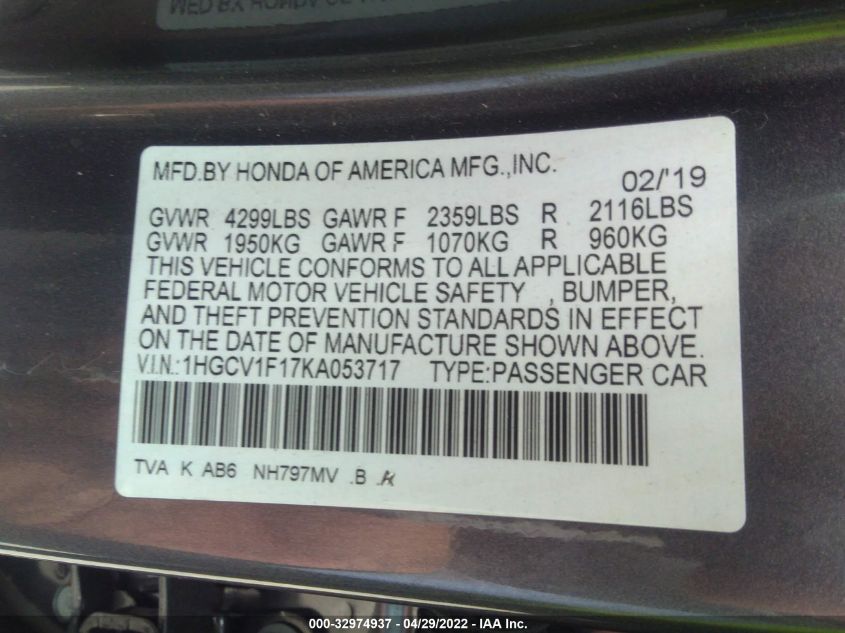 MFD.BY HONDA OF AMERICA MFG.,INC. 02/'19
GVWR 4299LBS GAWR F 2359LBS R 2116LBS
GVWR 1950KG GAWR F 1070KG R 960KG
THIS VEHICLE CONFORMS TO ALL APPLICABLE
FEDERAL MOTOR VEHICLE SAFETY , BUMPER,
AND THEFT PREVENTION STANDARDS IN EFFECT
ON THE DATE OF MANUFACTURE SHOWN ABOVE.
V.I.N.:1HGCV1F17KA053717 TYPE:PASSENGER CAR
TVA K AB6 NH797MV .B .A
000-32974937 - 04/29/2022 - IAA Inc.